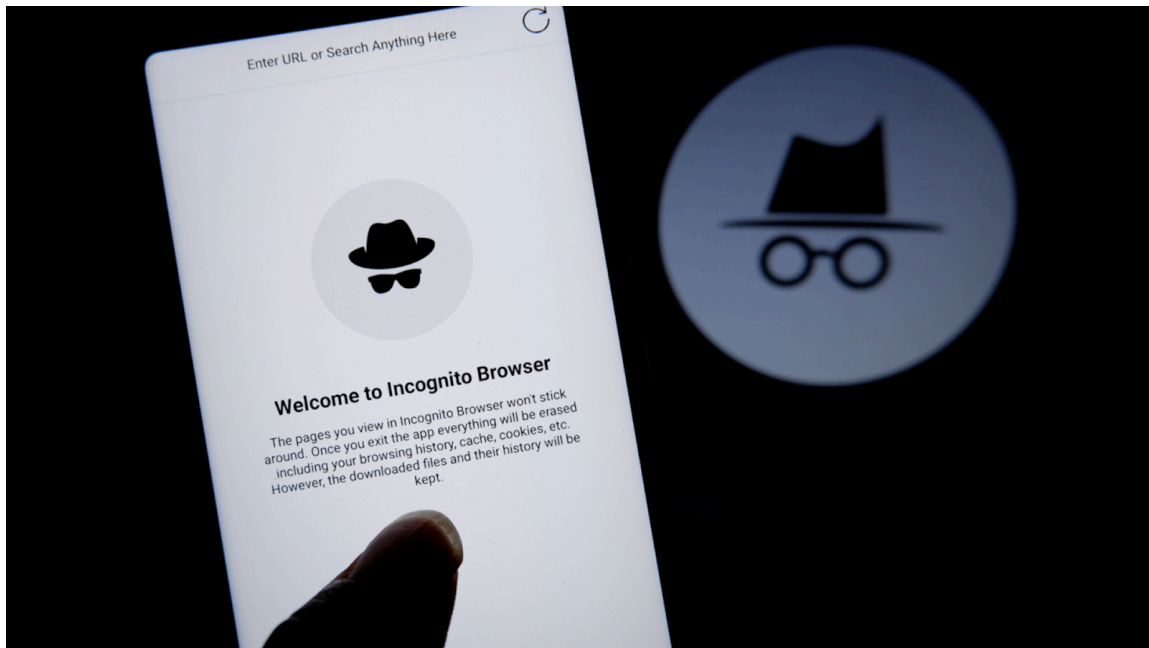 Enter URL or Search Anything Here
Welcome to Incognito Browser
The pages you view in Incognito Browser won't stick
around. Once you exit the app everything will be erased
including your browsing history, cache, cookies, etc.
However, the downloaded files and their history will be
kept.